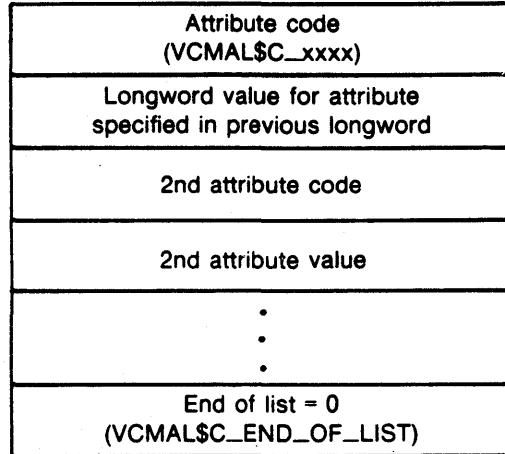 Attribute code
(VCMAL$C_xxxx)
Longword value for attribute
specified in previous longword
2nd attribute code
2nd attribute value
.
.
.
End of list = 0
(VCMAL$C_END_OF_LIST)